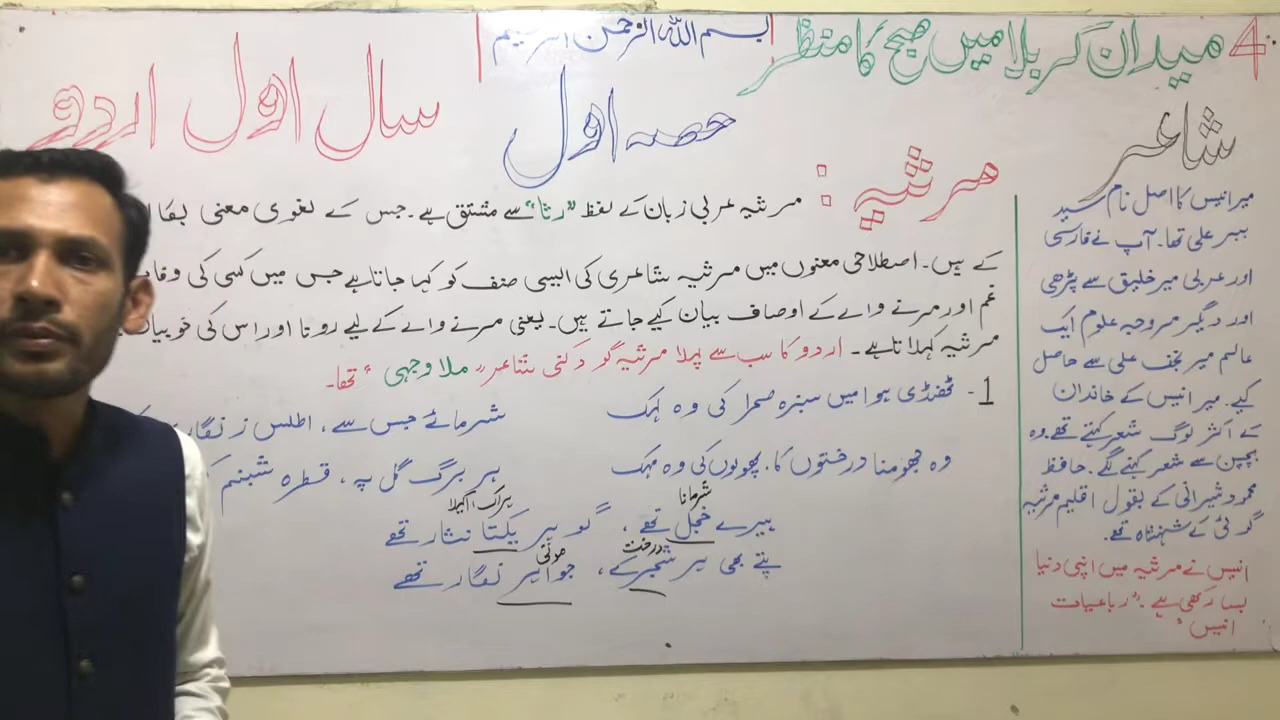 4 میدان کربلا میں صبح کا منظر
بسم اللہ الرحمن الرحیم
سال اول اردو
حصہ اول
شاعر
میر انیس کا اصل نام سید
ببر علی تھا۔ آپ نے فارسی
اور عربی میر خلیق سے پڑھی
اور دیگر مروجہ علوم ایک
عالم میر نجف علی سے حاصل
کیے۔ میر انیس کے خاندان
کے اکثر لوگ شعر کہتے تھے۔ وہ
بچپن سے شعر کہنے لگے۔ حافظ
محمود شیرانی کے بقول اقلیم مرثیہ
گوئی کے شہنشاہ تھے۔
انیس نے مرثیہ میں اپنی دنیا
بسا رکھی ہے۔ "رباعیات
انیس"
مرثیہ :
مرثیہ عربی زبان کے لفظ "رثا" سے مشتق ہے۔ جس کے لغوی معنی
کے ہیں۔ اصطلاحی معنوں میں مرثیہ شاعری کی ایسی صنف کو کہا جاتا ہے جس میں کسی کی
غم اور مرنے والے کے اوصاف بیان کیے جاتے ہیں۔ یعنی مرنے والے کے لیے رونا اور اس کی
مرثیہ کہلاتا ہے۔ اردو کا سب سے پہلا مرثیہ گو دکنی شاعر "ملا وجہی" تھا۔
1- ٹھنڈی ہوا میں سبزہ صحرا کی وہ لہک شرمائے جس سے، اطلس
وہ جھومنا درختوں کا، پھولوں کی وہ مہک ہر برگ گل پہ، قطرہ شبنم
شرمانا ہر اک، اکیلا
ہیرے خجل تھے، گوہر یکتا نثار تھے
درخت موتی
پتے بھی ہر شجر کے، جواہر نگار تھے